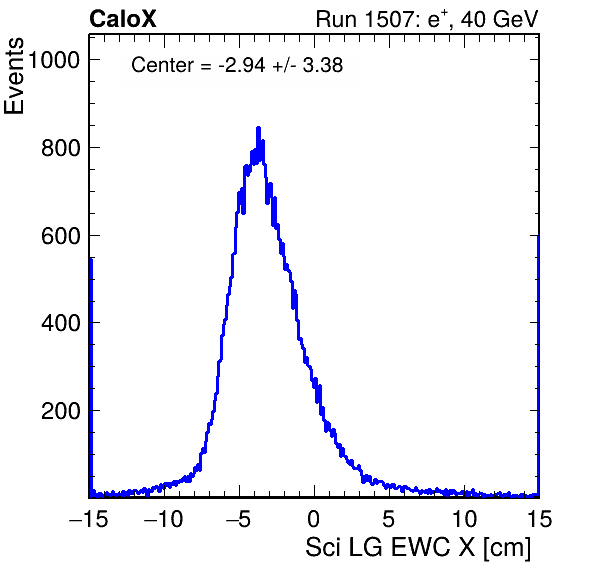 CaloX Run 1507: e⁺, 40 GeV
Center = -2.94 +/- 3.38
Events
1000
800
600
400
200
−15 −10 −5 0 5 10 15
Sci LG EWC X [cm]